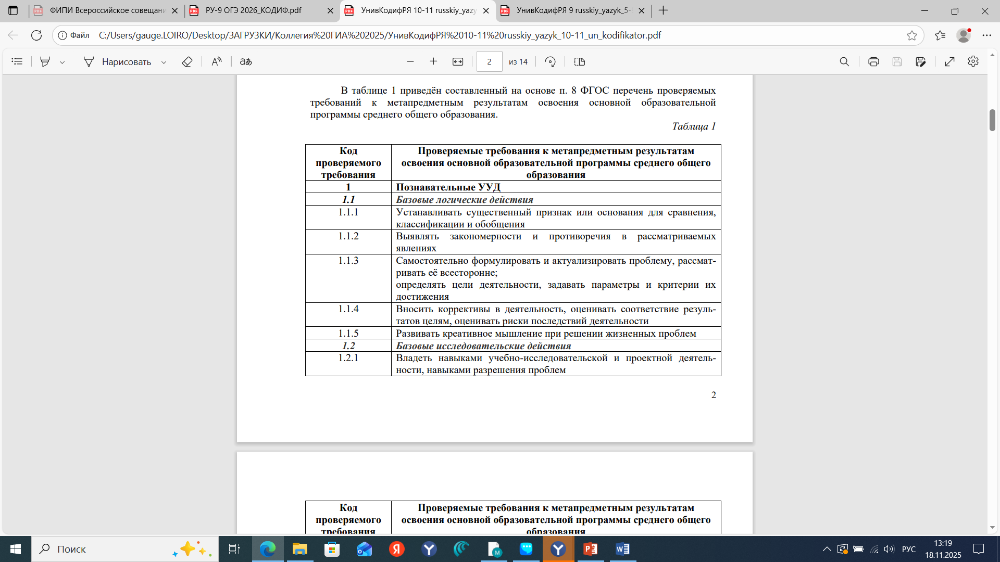 ФИПИ Всероссийское совещани
РУ-9 ОГЭ 2026_КОДИФ.pdf
УнивКодифРЯ 10-11 russkiy_yazy
УнивКодифРЯ 9 russkiy_yazyk_5-
Файл
C:/Users/gauge.LOIRO/Desktop/ЗАГРУЗКИ/Коллегия%20ГИА%202025/УнивКодифРЯ%2010-11%20russkiy_yazyk_10-11_un_kodifikator.pdf
Нарисовать
2 из 14
В таблице 1 приведён составленный на основе п. 8 ФГОС перечень проверяемых
требований к метапредметным результатам освоения основной образовательной
программы среднего общего образования.
Таблица 1
Код
проверяемого
требования
Проверяемые требования к метапредметным результатам
освоения основной образовательной программы среднего общего
образования
1 Познавательные УУД
1.1 Базовые логические действия
1.1.1 Устанавливать существенный признак или основания для сравнения,
классификации и обобщения
1.1.2 Выявлять закономерности и противоречия в рассматриваемых
явлениях
1.1.3 Самостоятельно формулировать и актуализировать проблему, рассмат-
ривать её всесторонне;
определять цели деятельности, задавать параметры и критерии их
достижения
1.1.4 Вносить коррективы в деятельность, оценивать соответствие резуль-
татов целям, оценивать риски последствий деятельности
1.1.5 Развивать креативное мышление при решении жизненных проблем
1.2 Базовые исследовательские действия
1.2.1 Владеть навыками учебно-исследовательской и проектной деятель-
ности, навыками разрешения проблем
2
Код
проверяемого
требования
Проверяемые требования к метапредметным результатам
освоения основной образовательной программы среднего общего
образования
Поиск
РУС
13:19
18.11.2025